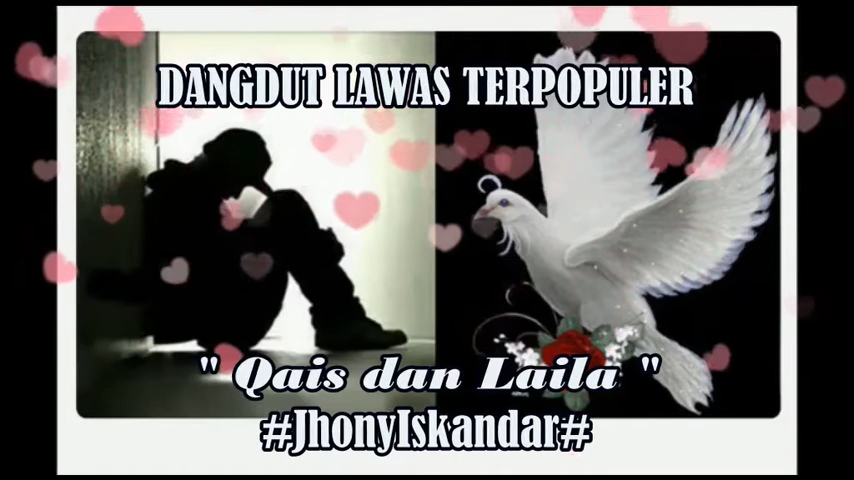 DANGDUT LAWAS TERPOPULER
" Qais dan Laila "
#JhonyIskandar#